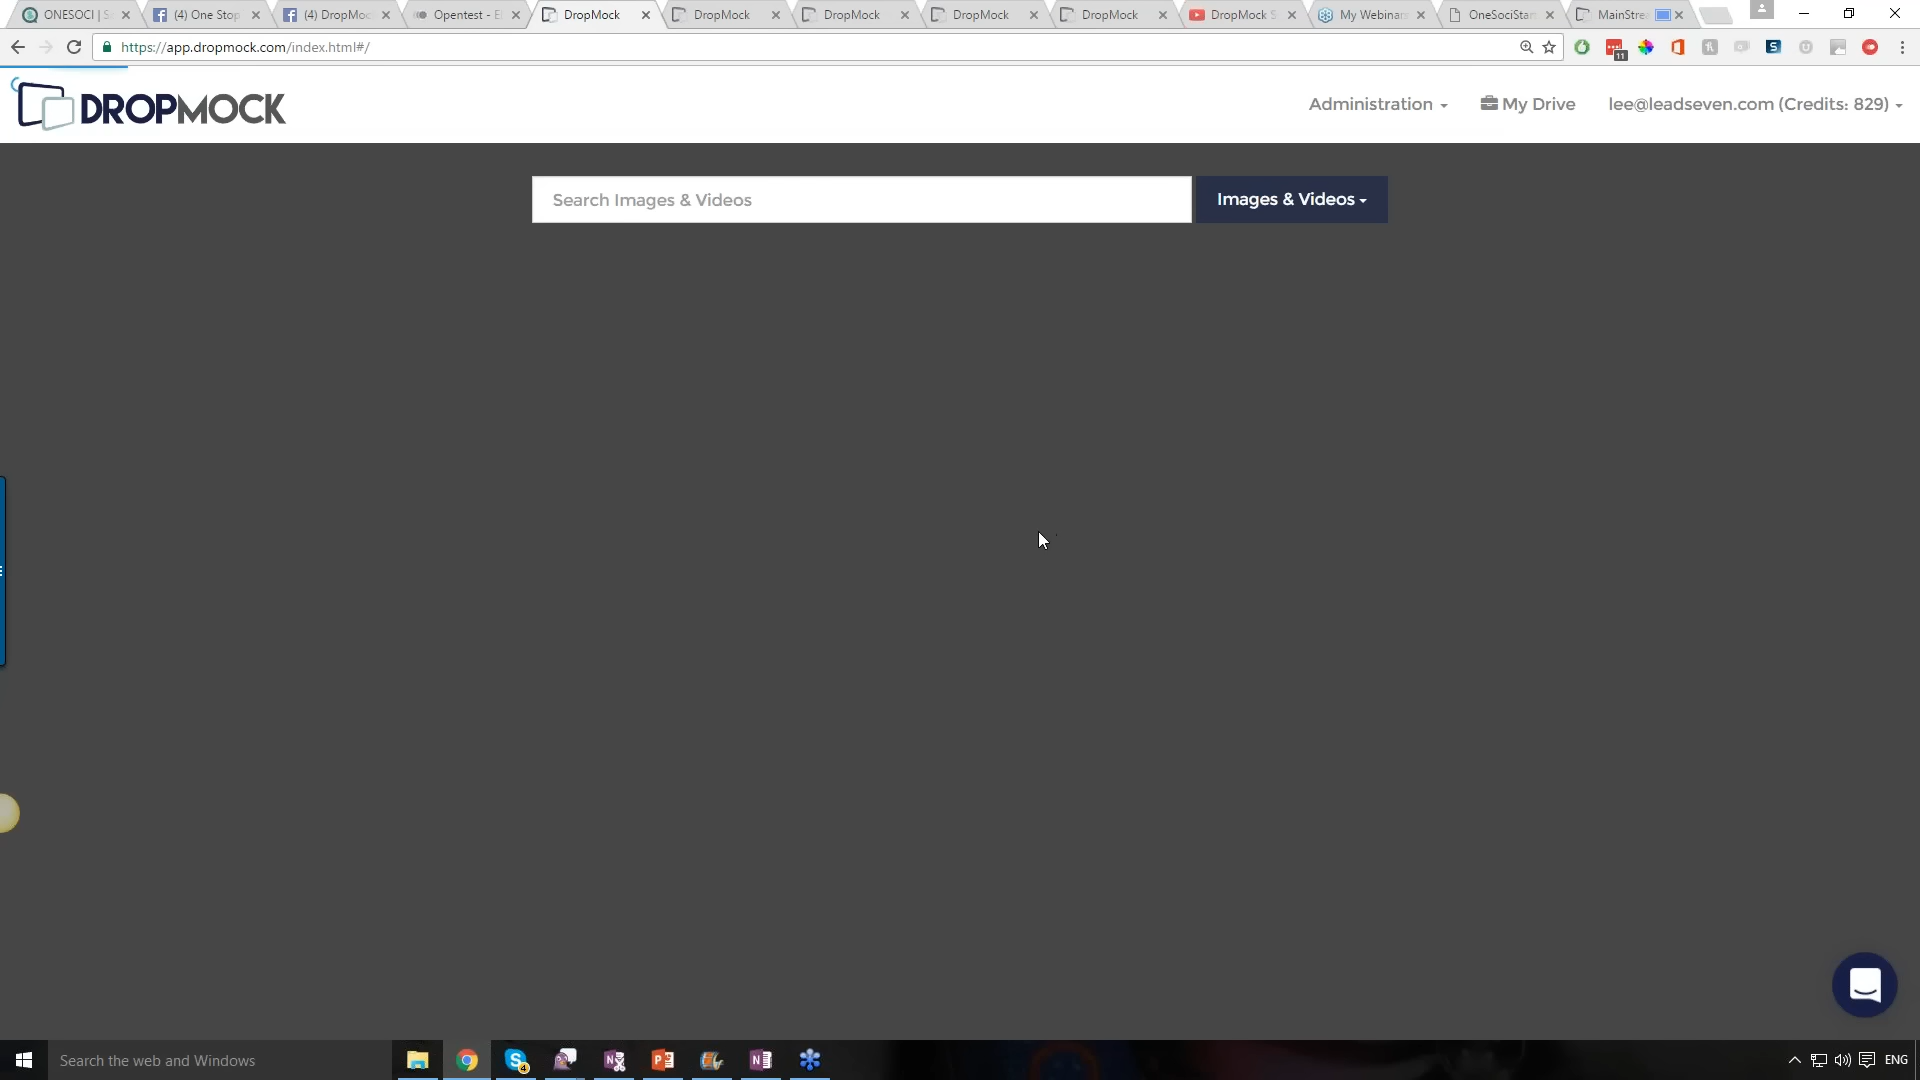 ONESOCI | S
(4) One Stop
(4) DropMoc
Opentest - E
DropMock
DropMock
DropMock
DropMock
DropMock
DropMock S
My Webinar
OneSociStar
MainStre
https://app.dropmock.com/index.html#/
11
S
DROPMOCK
Administration
My Drive
lee@leadseven.com (Credits: 829)
Search Images & Videos
Images & Videos
Search the web and Windows
4
ENG